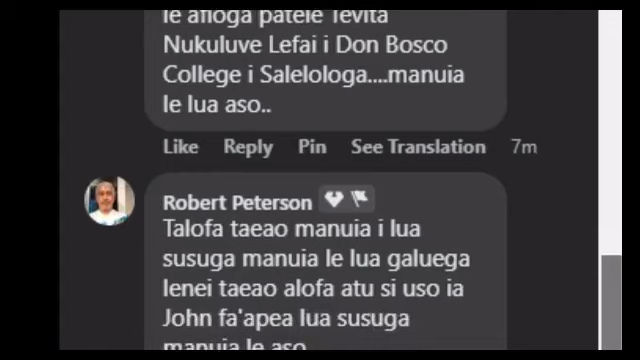 le afioga patele Tevita
Nukuluve Lefai i Don Bosco
College i Salelologa....manuia
le lua aso..
Like Reply Pin See Translation 7m
Robert Peterson
Talofa taeao manuia i lua
susuga manuia le lua galuega
lenei taeao alofa atu si uso ia
John fa'apea lua susuga
manuia le aso